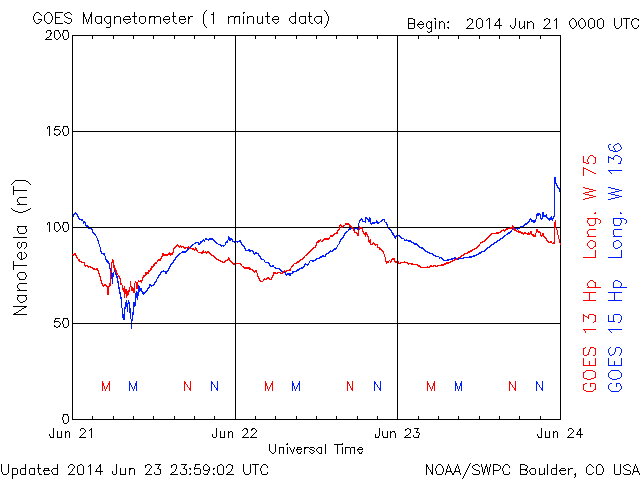 GOES Magnetometer (1 minute data)
Begin: 2014 Jun 21 0000 UTC
200
150
100
50
0
NanoTesla (nT)
M M N N M M N N M M N N
Jun 21 Jun 22 Jun 23 Jun 24
Universal Time
GOES 13 Hp Long. W 75
GOES 15 Hp Long. W 136
Updated 2014 Jun 23 23:59:02 UTC
NOAA/SWPC Boulder, CO USA